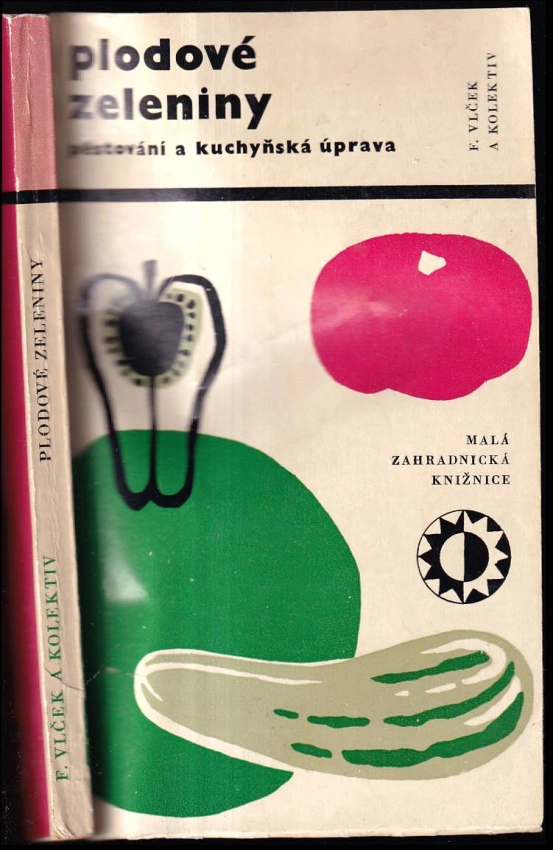 plodové
zeleniny
pěstování a kuchyňská úprava
F. VLČEK
A KOLEKTIV
MALÁ
ZAHRADNICKÁ
KNIŽNICE
PLODOVÉ ZELENINY
F. VLČEK A KOLEKTIV